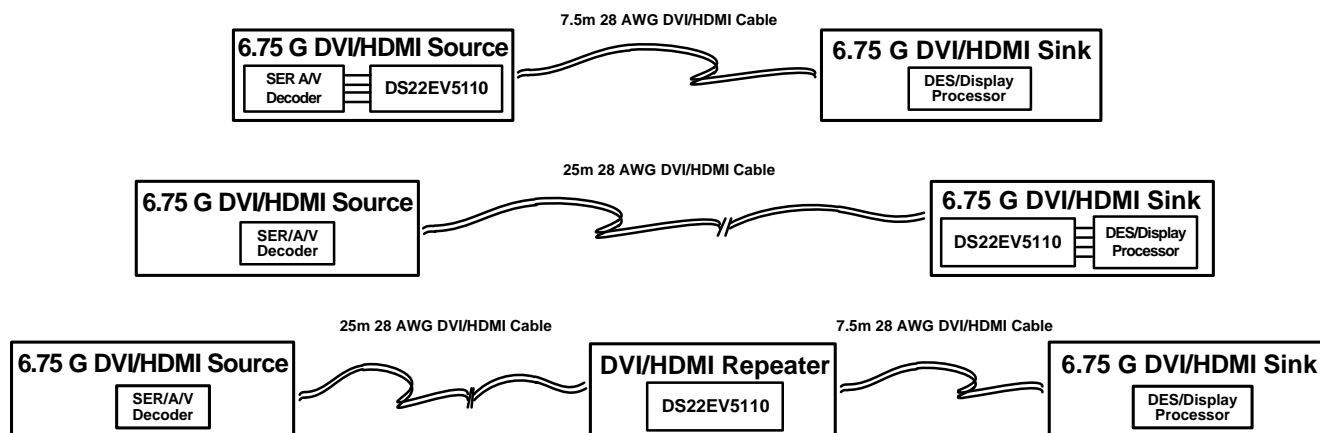 7.5m 28 AWG DVI/HDMI Cable
6.75 G DVI/HDMI Source
SER A/V
Decoder
DS22EV5110
6.75 G DVI/HDMI Sink
DES/Display
Processor
25m 28 AWG DVI/HDMI Cable
6.75 G DVI/HDMI Source
SER/A/V
Decoder
6.75 G DVI/HDMI Sink
DS22EV5110
DES/Display
Processor
25m 28 AWG DVI/HDMI Cable
7.5m 28 AWG DVI/HDMI Cable
6.75 G DVI/HDMI Source
SER/A/V
Decoder
DVI/HDMI Repeater
DS22EV5110
6.75 G DVI/HDMI Sink
DES/Display
Processor